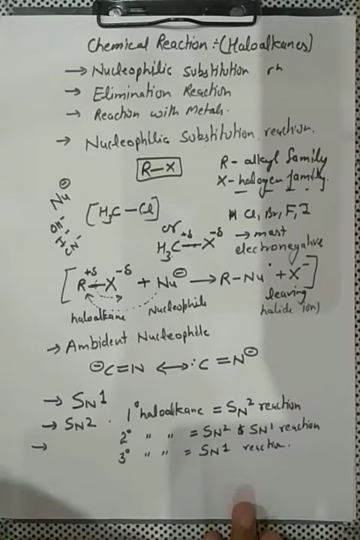 Chemical Reaction :- (Haloalkanes)
→ Nucleophilic Substitution rn
→ Elimination Reaction
→ Reaction with Metals.
→ Nucleophilic Substitution reaction.
R-X
R - alkyl family
X - halogen family.
Nu⊖
OH⁻
I⁻
CN⁻
[H₃C - Cl]
or
Cl, Br, F, I
→ most electronegative
H₃C^+δ - X^-δ
[R^+δ - X^-δ + Nu⊖ → R-Nu + X⁻]
haloalkane
Nucleophile
leaving
halide ion)
→ Ambident Nucleophile
⊖C≡N ⟷ :C=N⊖
→ SN1
→ SN2 . 1° haloalkane = SN2 reaction
2° " " = SN2 & SN1 reaction
→ 3° " " = SN1 reaction.